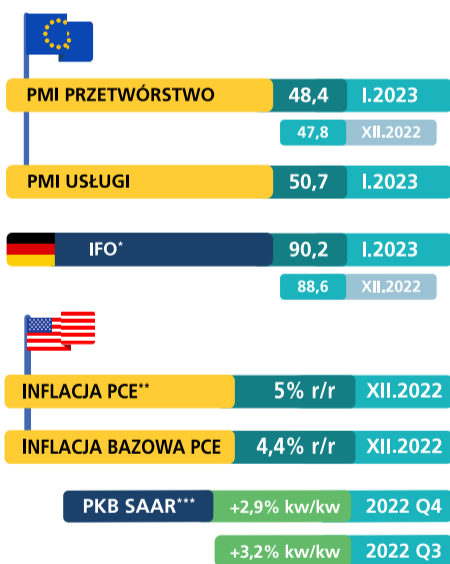 PMI PRZETWÓRSTWO 48,4 I.2023
47,8 XII.2022
PMI USŁUGI 50,7 I.2023
IFO* 90,2 I.2023
88,6 XII.2022
INFLACJA PCE** 5% r/r XII.2022
INFLACJA BAZOWA PCE 4,4% r/r XII.2022
PKB SAAR*** +2,9% kw/kw 2022 Q4
+3,2% kw/kw 2022 Q3